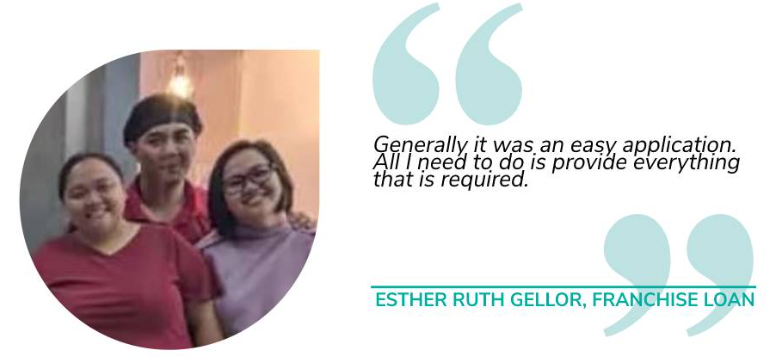 Generally it was an easy application.
All I need to do is provide everything
that is required.
ESTHER RUTH GELLOR, FRANCHISE LOAN